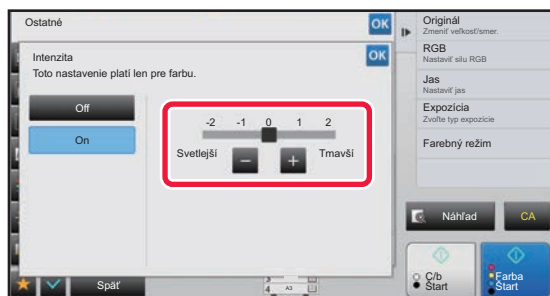 Ostatné
OK
Intenzita
OK
Toto nastavenie platí len pre farbu.
Off
On
-2 -1 0 1 2
Svetlejší
−
+
Tmavší
Späť
4 A3
Originál
Zmeniť veľkosť/smer.
RGB
Nastaviť silu RGB
Jas
Nastaviť jas
Expozícia
Zvoľte typ expozície
Farebný režim
Náhľad
CA
Č/b
Štart
Farba
Štart